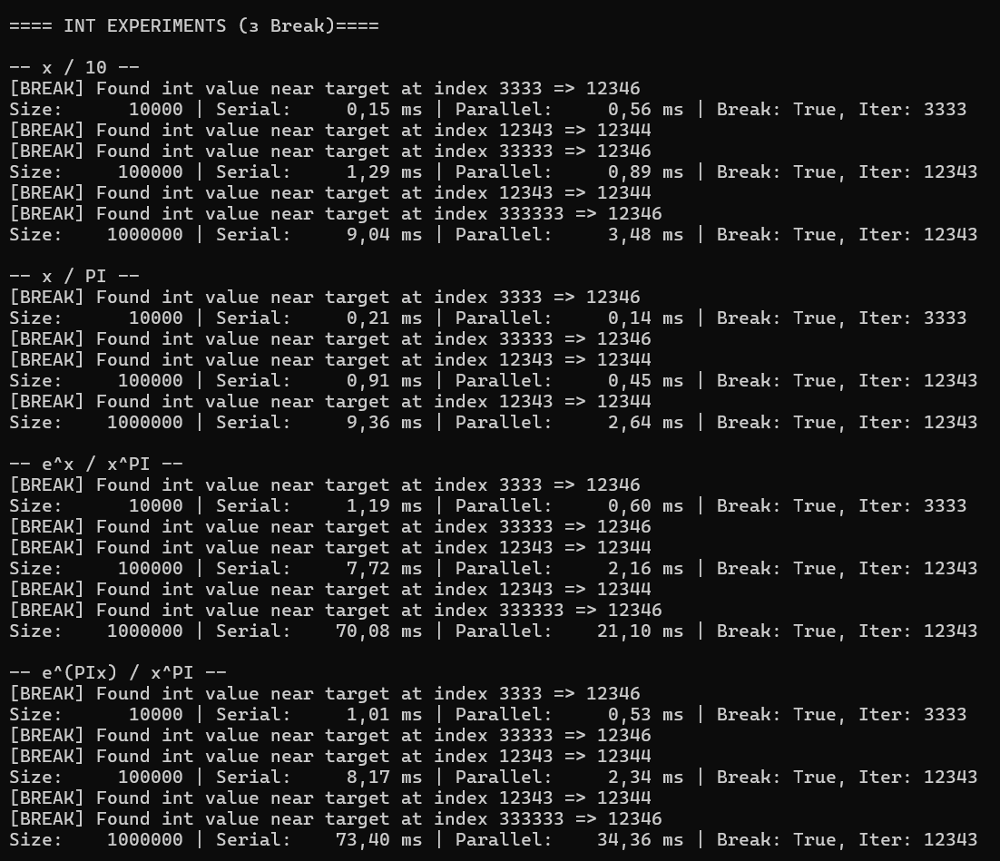 ==== INT EXPERIMENTS (з Break)====
-- x / 10 --
[BREAK] Found int value near target at index 3333 => 12346
Size:      10000 | Serial:     0,15 ms | Parallel:     0,56 ms | Break: True, Iter: 3333
[BREAK] Found int value near target at index 12343 => 12344
[BREAK] Found int value near target at index 33333 => 12346
Size:     100000 | Serial:     1,29 ms | Parallel:     0,89 ms | Break: True, Iter: 12343
[BREAK] Found int value near target at index 12343 => 12344
[BREAK] Found int value near target at index 333333 => 12346
Size:    1000000 | Serial:     9,04 ms | Parallel:     3,48 ms | Break: True, Iter: 12343
-- x / PI --
[BREAK] Found int value near target at index 3333 => 12346
Size:      10000 | Serial:     0,21 ms | Parallel:     0,14 ms | Break: True, Iter: 3333
[BREAK] Found int value near target at index 33333 => 12346
[BREAK] Found int value near target at index 12343 => 12344
Size:     100000 | Serial:     0,91 ms | Parallel:     0,45 ms | Break: True, Iter: 12343
[BREAK] Found int value near target at index 12343 => 12344
Size:    1000000 | Serial:     9,36 ms | Parallel:     2,64 ms | Break: True, Iter: 12343
-- e^x / x^PI --
[BREAK] Found int value near target at index 3333 => 12346
Size:      10000 | Serial:     1,19 ms | Parallel:     0,60 ms | Break: True, Iter: 3333
[BREAK] Found int value near target at index 33333 => 12346
[BREAK] Found int value near target at index 12343 => 12344
Size:     100000 | Serial:     7,72 ms | Parallel:     2,16 ms | Break: True, Iter: 12343
[BREAK] Found int value near target at index 12343 => 12344
[BREAK] Found int value near target at index 333333 => 12346
Size:    1000000 | Serial:    70,08 ms | Parallel:    21,10 ms | Break: True, Iter: 12343
-- e^(PIx) / x^PI --
[BREAK] Found int value near target at index 3333 => 12346
Size:      10000 | Serial:     1,01 ms | Parallel:     0,53 ms | Break: True, Iter: 3333
[BREAK] Found int value near target at index 33333 => 12346
[BREAK] Found int value near target at index 12343 => 12344
Size:     100000 | Serial:     8,17 ms | Parallel:     2,34 ms | Break: True, Iter: 12343
[BREAK] Found int value near target at index 12343 => 12344
[BREAK] Found int value near target at index 333333 => 12346
Size:    1000000 | Serial:    73,40 ms | Parallel:    34,36 ms | Break: True, Iter: 12343